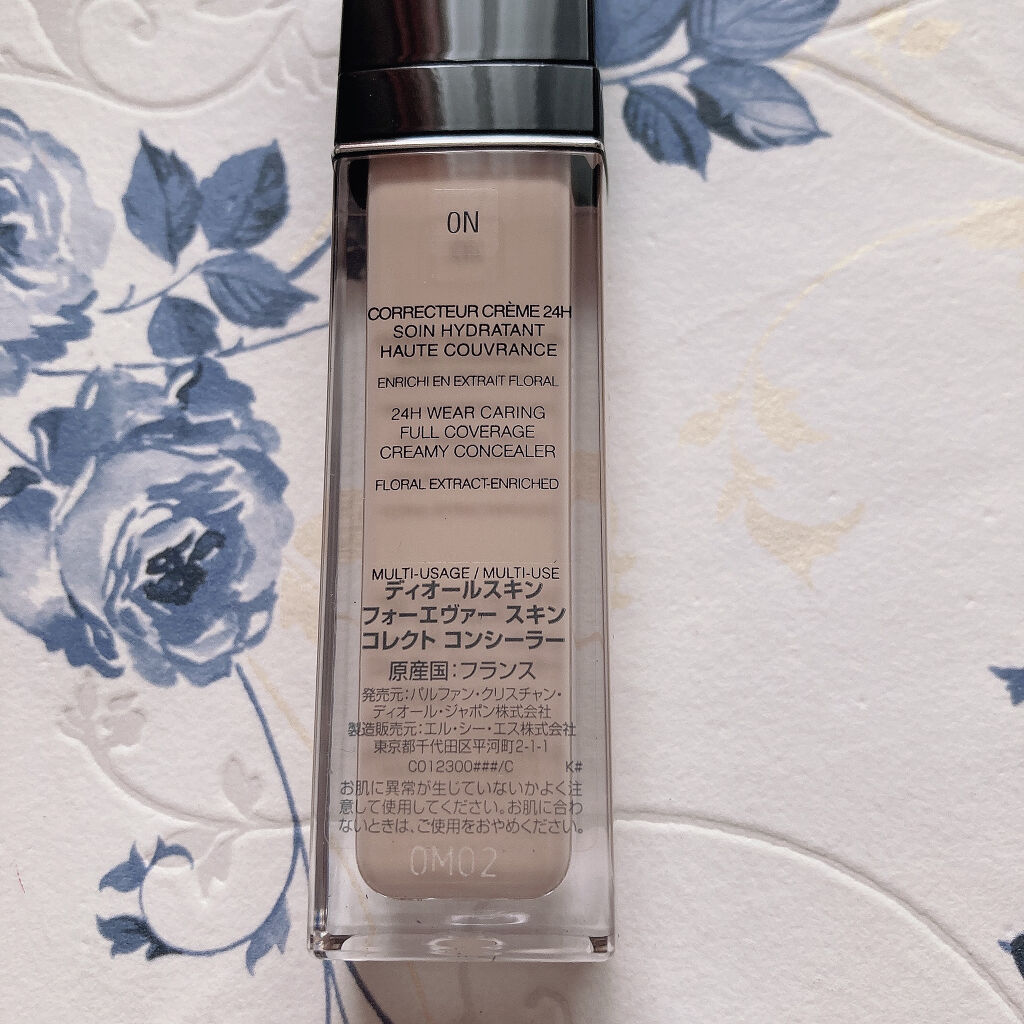 0N
CORRECTEUR CRÈME 24H
SOIN HYDRATANT
HAUTE COUVRANCE
ENRICHI EN EXTRAIT FLORAL
24H WEAR CARING
FULL COVERAGE
CREAMY CONCEALER
FLORAL EXTRACT-ENRICHED
MULTI-USAGE / MULTI-USE
ディオールスキン
フォーエヴァー スキン
コレクト コンシーラー
原産国:フランス
発売元:パルファン・クリスチャン・
ディオール・ジャポン株式会社
製造販売元:エル・シー・エス株式会社
東京都千代田区平河町2-1-1
C012300###/C K#
お肌に異常が生じていないかよく注
意して使用してください。お肌に合わ
ないときは、ご使用をおやめください。
0M02